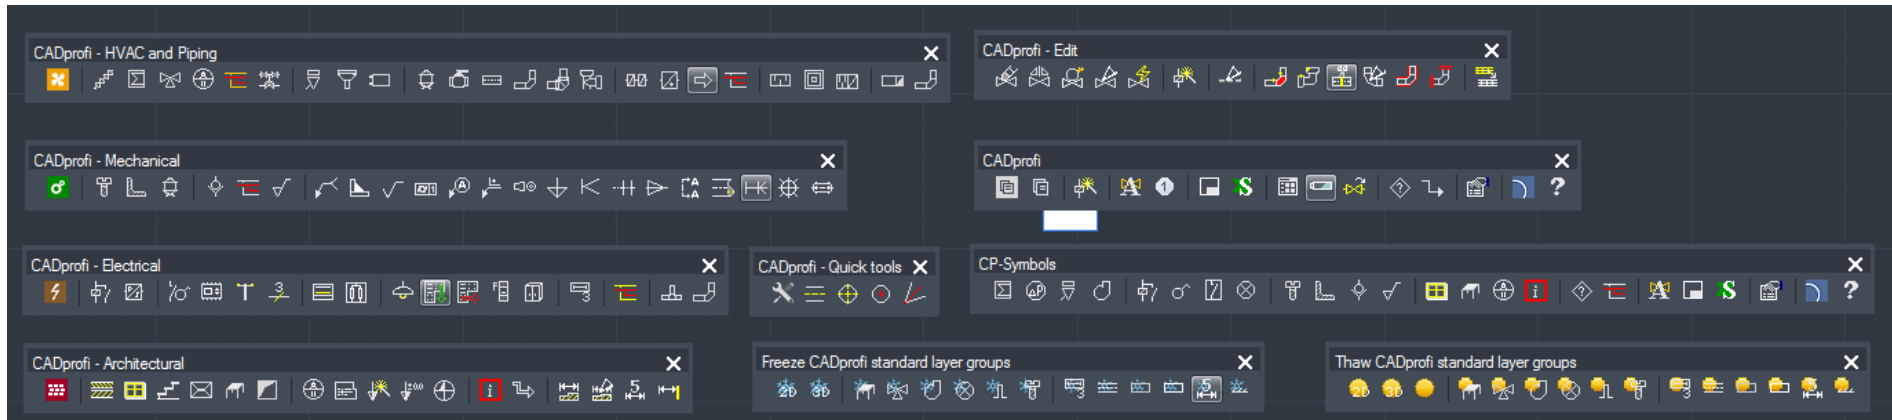 CADprofi - HVAC and Piping
CADprofi - Edit
CADprofi - Mechanical
CADprofi
CADprofi - Electrical
CADprofi - Quick tools
CP-Symbols
CADprofi - Architectural
Freeze CADprofi standard layer groups
Thaw CADprofi standard layer groups